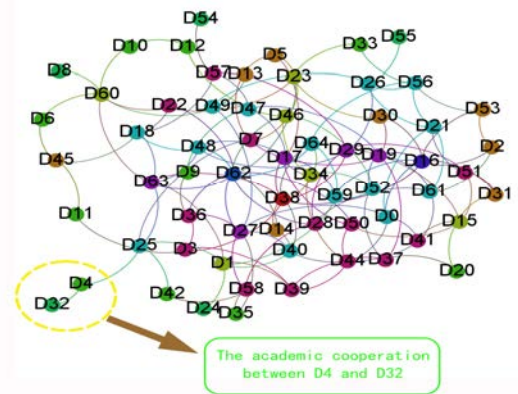 D54
D10 D12 D5 D33 D55
D8 D57 D13 D23
D60 D26 D56
D6 D22 D49 D47 D46 D30 D53
D18 D7 D64 D21
D45 D48 D17 D29 D19 D16 D2
D63 D9 D62 D34 D51
D38 D59 D52 D61 D31
D11 D36 D14 D28 D50 D0 D15
D25 D3 D27 D40 D41
D1 D44 D37 D20
D4 D42 D58 D39
D32 D24 D35
The academic cooperation
between D4 and D32